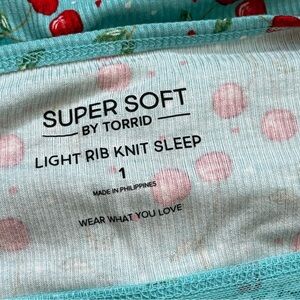 SUPER SOFT
BY TORRID
LIGHT RIB KNIT SLEEP
1
MADE IN PHILIPPINES
WEAR WHAT YOU LOVE